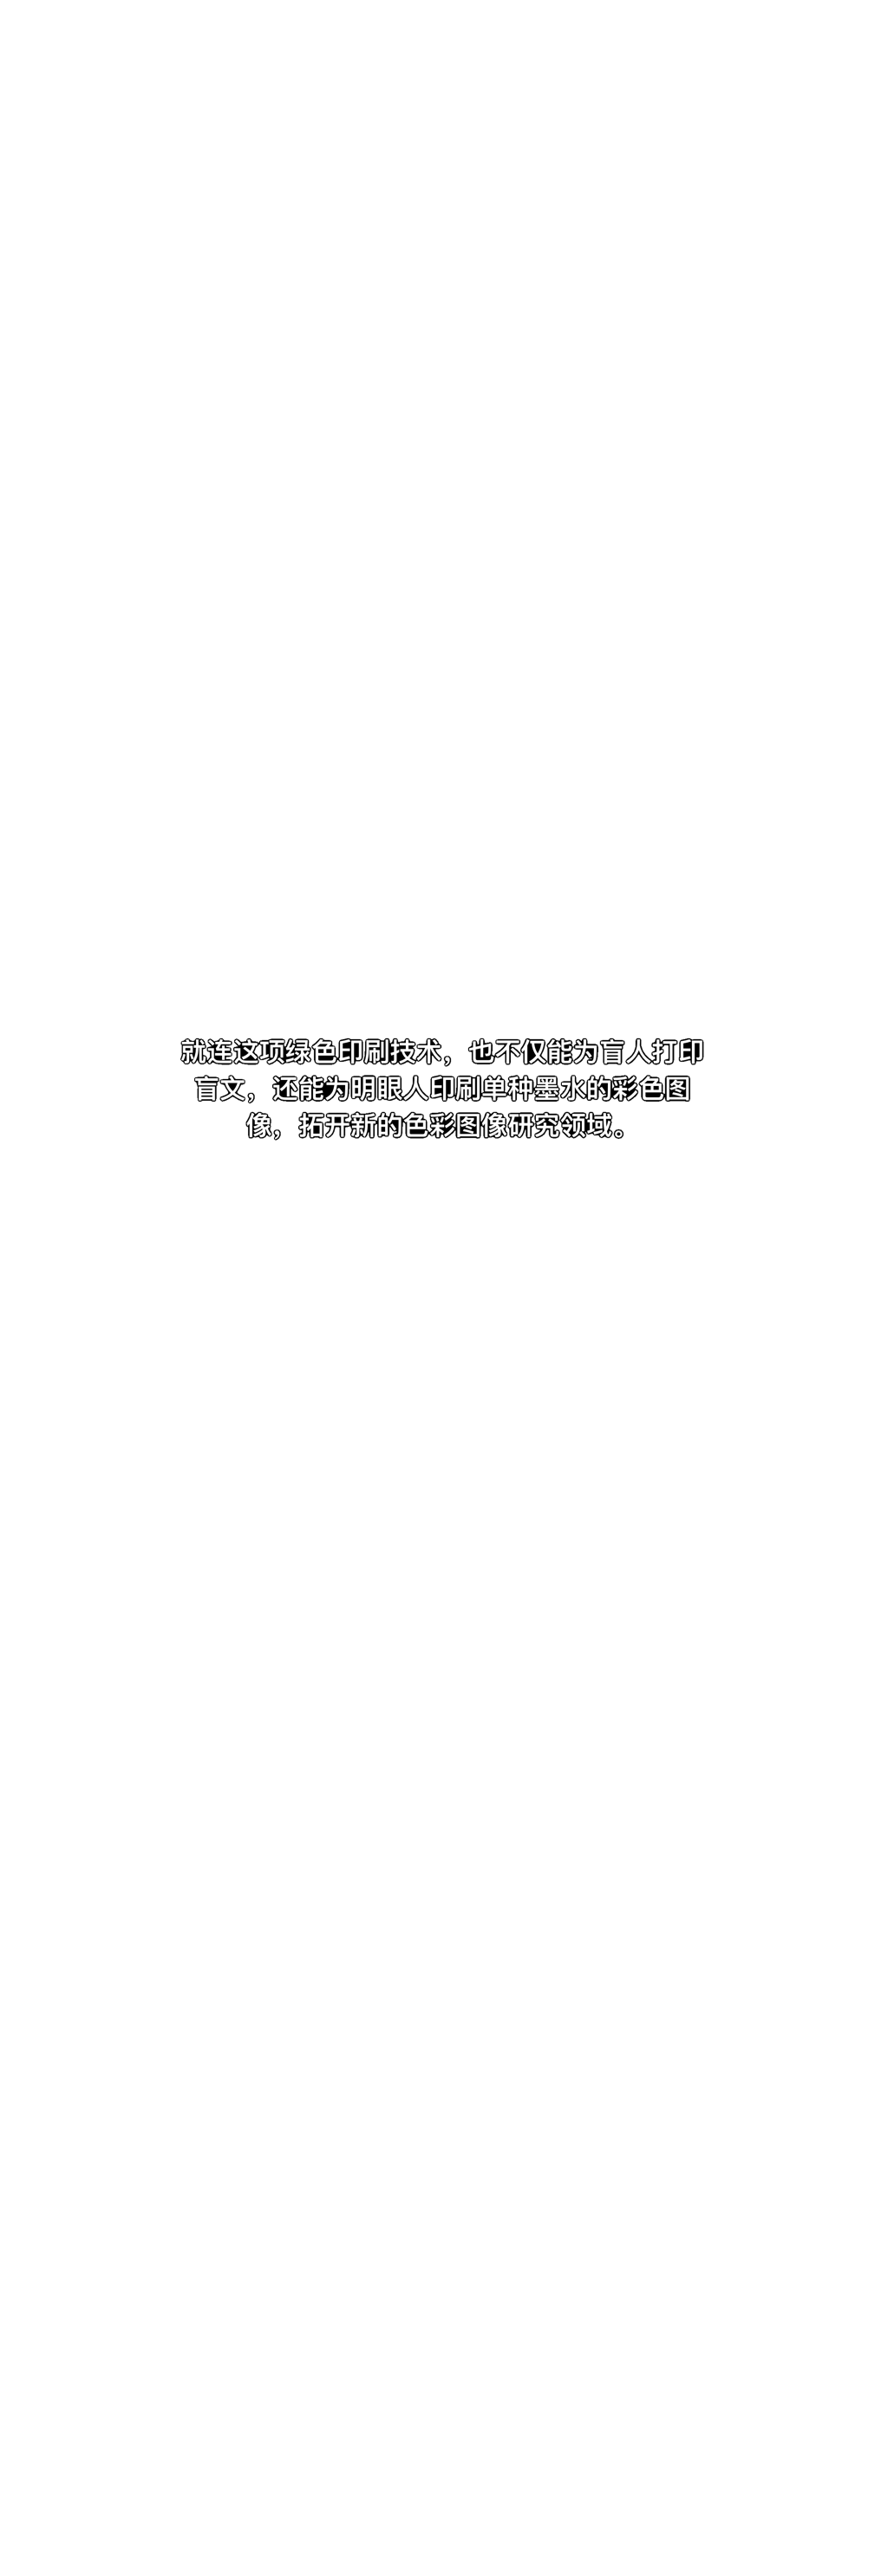 就连这项绿色印刷技术，也不仅能为盲人打印
盲文，还能为明眼人印刷单种墨水的彩色图
像，拓开新的色彩图像研究领域。